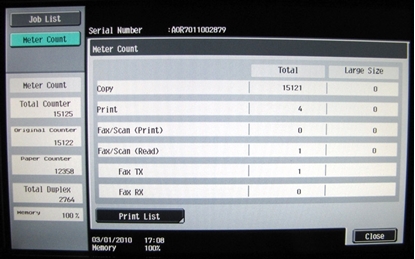 Job List
Serial Number :A0R7011002879
Meter Count
Meter Count
Total Large Size
Copy 15121 0
Meter Count
Total Counter
15125
Print 4 0
Original Counter
15122
Fax/Scan (Print) 0 0
Paper Counter
12358
Fax/Scan (Read) 1 0
Fax TX 1
Total Duplex
2764
Fax RX 0
Memory 100%
Print List
03/01/2010 17:08
Memory 100%
Close